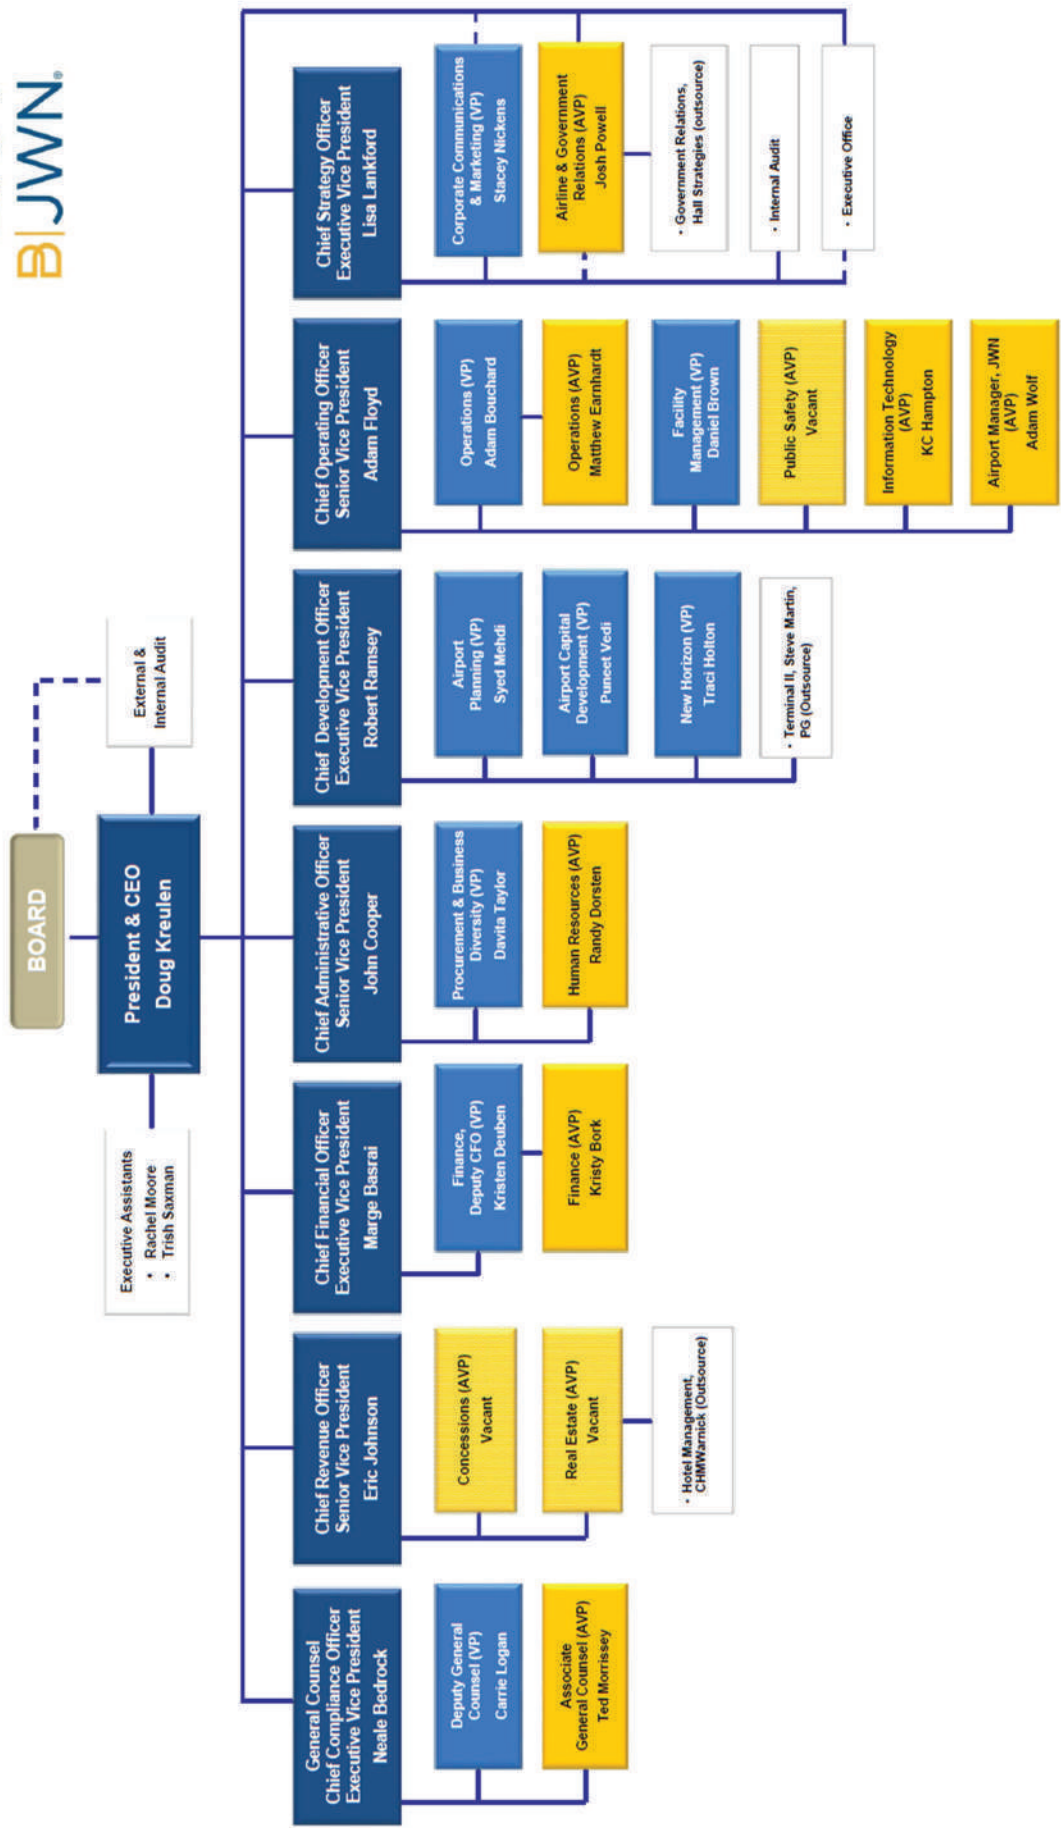 B|JWN®
BOARD
President & CEO
Doug Kreulen
External &
Internal Audit
Executive Assistants
• Rachel Moore
• Trish Saxman
General Counsel
Chief Compliance Officer
Executive Vice President
Neale Bedrock
Deputy General
Counsel (VP)
Carrie Logan
Associate
General Counsel (AVP)
Ted Morrissey
Chief Revenue Officer
Senior Vice President
Eric Johnson
Concessions (AVP)
Vacant
Real Estate (AVP)
Vacant
• Hotel Management,
CHMWarnick (Outsource)
Chief Financial Officer
Executive Vice President
Marge Basrai
Finance,
Deputy CFO (VP)
Kristen Deuben
Finance (AVP)
Kristy Bork
Chief Administrative Officer
Senior Vice President
John Cooper
Procurement & Business
Diversity (VP)
Davita Taylor
Human Resources (AVP)
Randy Dorsten
Chief Development Officer
Executive Vice President
Robert Ramsey
Airport
Planning (VP)
Syed Mehdi
Airport Capital
Development (VP)
Puneet Vedi
New Horizon (VP)
Traci Holton
• Terminal II, Steve Martin,
PG (Outsource)
Chief Operating Officer
Senior Vice President
Adam Floyd
Operations (VP)
Adam Bouchard
Operations (AVP)
Matthew Earnhardt
Facility
Management (VP)
Daniel Brown
Public Safety (AVP)
Vacant
Information Technology
(AVP)
KC Hampton
Airport Manager, JWN
(AVP)
Adam Wolf
Chief Strategy Officer
Executive Vice President
Lisa Lankford
Corporate Communications
& Marketing (VP)
Stacey Nickens
Airline & Government
Relations (AVP)
Josh Powell
• Government Relations,
Hall Strategies (outsource)
• Internal Audit
• Executive Office